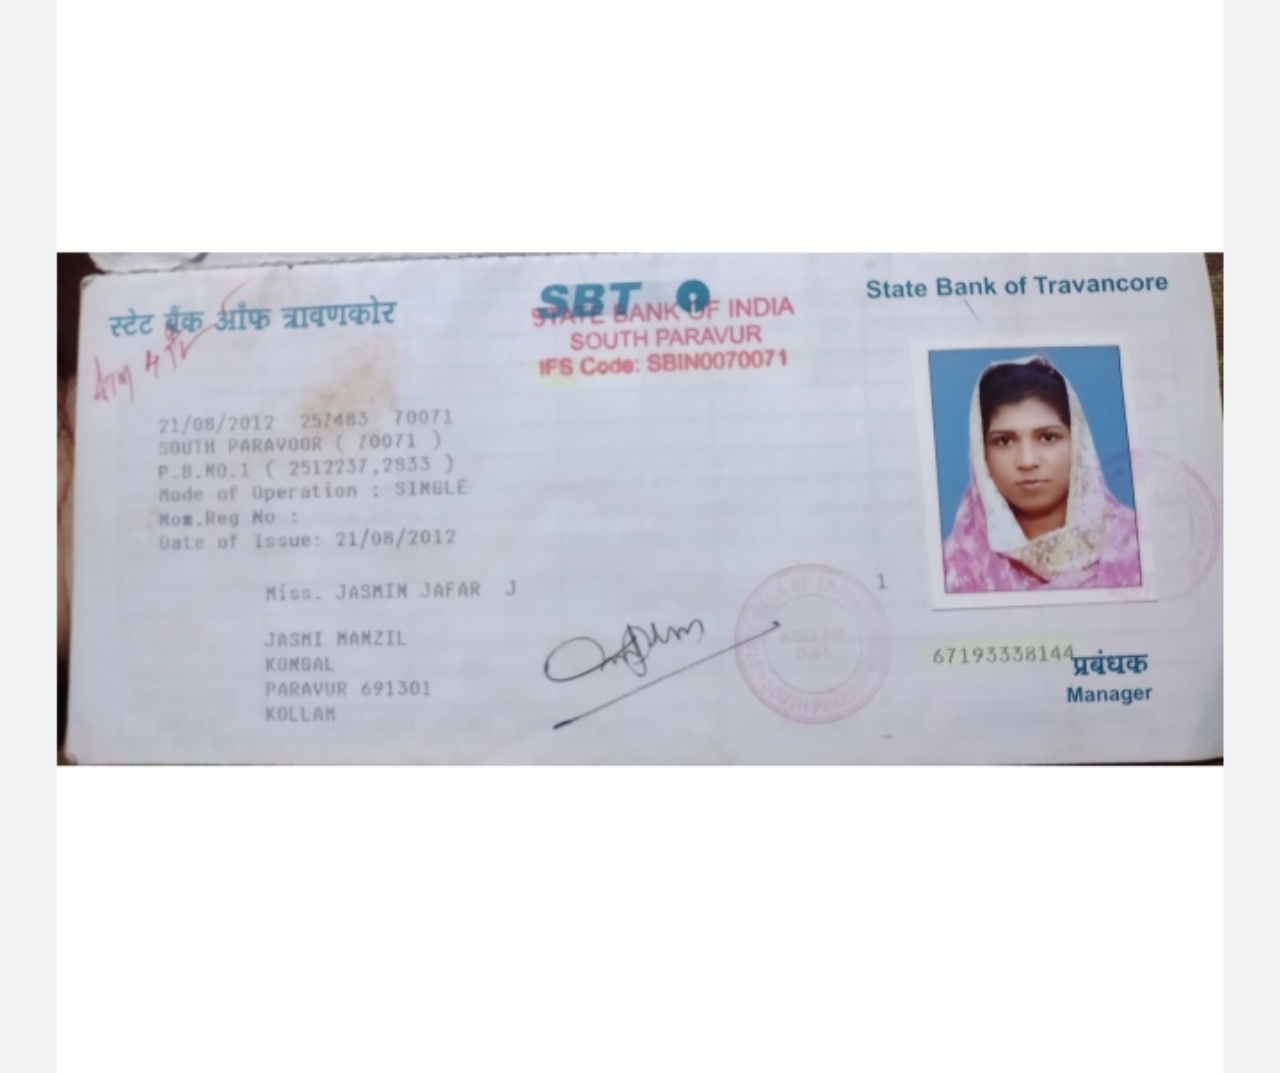 स्टेट बैंक ऑफ त्रावणकोर
SBT
State Bank of Travancore
STATE BANK OF INDIA
SOUTH PARAVUR
IFS Code: SBIN0070071
ATM
21/08/2012 257483 70071
SOUTH PARAVOOR ( 70071 )
P.B.NO.1 ( 2512237,2833 )
Mode of Operation : SINGLE
Nom.Reg No :
Date of Issue: 21/08/2012
Miss. JASMIN JAFAR J
1
JASMI MANZIL
KONGAL
PARAVUR 691301
KOLLAM
KOLLAM
DIST.
SOUTH PARAVUR
67193338144
प्रबंधक
Manager